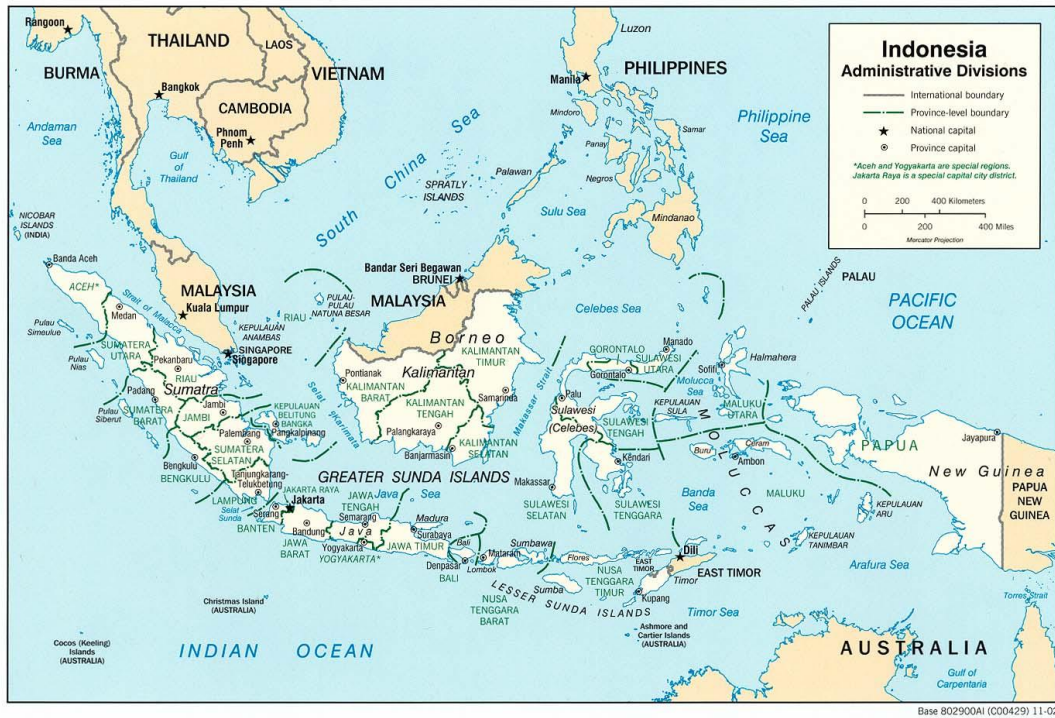 Indonesia
Administrative Divisions
International boundary
Province-level boundary
National capital
Province capital
*Aceh and Yogyakarta are special regions.
Jakarta Raya is a special capital city district.
0 200 400 Kilometers
0 200 400 Miles
Mercator Projection
Rangoon
BURMA
THAILAND
LAOS
VIETNAM
Bangkok
CAMBODIA
Phnom
Penh
Andaman
Sea
Gulf
of
Thailand
South China Sea
SPRATLY
ISLANDS
Luzon
Manila
PHILIPPINES
Mindoro
Samar
Panay
Palawan
Negros
Sulu Sea
Mindanao
Philippine
Sea
NICOBAR
ISLANDS
(INDIA)
Banda Aceh
ACEH*
Strait of Malacca
Medan
MALAYSIA
Kuala Lumpur
Pulau
Simeulue
SUMATERA
UTARA
Pulau
Nias
Pekanbaru
RIAU
SINGAPORE
Singapore
KEPULAUAN
ANAMBAS
PULAU-
PULAU
NATUNA BESAR
RIAU
Bandar Seri Begawan
BRUNEI
MALAYSIA
Celebes Sea
PALAU ISLANDS
PALAU
PACIFIC
OCEAN
Borneo
Kalimantan
KALIMANTAN
TIMUR
Pontianak
KALIMANTAN
BARAT
KALIMANTAN
TENGAH
Samarinda
Palangkaraya
Banjarmasin
KALIMANTAN
SELATAN
Makassar Strait
Padang
Sumatra
Pulau
Siberut
SUMATERA
BARAT
Jambi
JAMBI
KEPULAUAN
BELITUNG
BANGKA
Pangkalpinang
Selat Karimata
Palembang
SUMATERA
SELATAN
Bengkulu
BENGKULU
Tanjungkarang-
Telukbetung
LAMPUNG
Selat
Sunda
Serang
BANTEN
JAKARTA RAYA
Jakarta
Bandung
JAWA
BARAT
JAWA
TENGAH
Semarang
Java
Yogyakarta
YOGYAKARTA*
Java Sea
Madura
Surabaya
JAWA TIMUR
GREATER SUNDA ISLANDS
Bali
Denpasar
BALI
Mataram
Lombok
Sumbawa
NUSA
TENGGARA
BARAT
LESSER SUNDA ISLANDS
Sumba
Flores
NUSA
TENGGARA
TIMUR
EAST
TIMOR
Dili
Timor
EAST TIMOR
Kupang
GORONTALO
Gorontalo
SULAWESI
UTARA
Manado
Palu
Sulawesi
(Celebes)
SULAWESI
TENGAH
Kendari
Makassar
SULAWESI
SELATAN
SULAWESI
TENGGARA
Molucca
Sea
KEPULAUAN
SULA
Sofifi
Halmahera
MALUKU
UTARA
MOLUCCAS
Buru
Ceram
Ambon
Banda
Sea
MALUKU
PAPUA
Jayapura
New Guinea
PAPUA
NEW
GUINEA
KEPULAUAN
ARU
KEPULAUAN
TANIMBAR
Arafura Sea
Timor Sea
Ashmore and
Cartier Islands
(AUSTRALIA)
Torres Strait
AUSTRALIA
Gulf of
Carpentaria
Christmas Island
(AUSTRALIA)
Cocos (Keeling)
Islands
(AUSTRALIA)
INDIAN OCEAN
Base 802900AI (C00429) 11-02